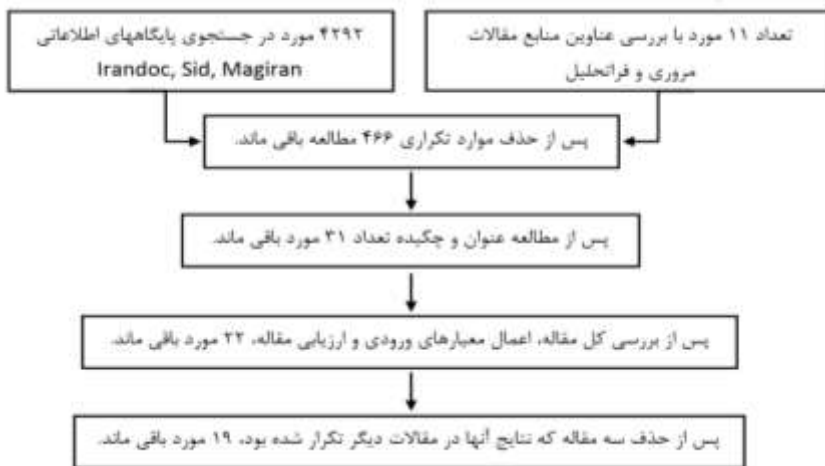 تعداد ۱۱ مورد با بررسی عناوین منابع مقالات
مروری و فراتحلیل
۴۲۹۲ مورد در جستجوی پایگاههای اطلاعاتی
Irandoc, Sid, Magiran
پس از حذف موارد تکراری ۴۶۶ مطالعه باقی ماند.
پس از مطالعه عنوان و چکیده تعداد ۳۱ مورد باقی ماند.
پس از بررسی کل مقاله، اعمال معیارهای ورودی و ارزیابی مقاله، ۲۲ مورد باقی ماند.
پس از حذف سه مقاله که نتایج آنها در مقالات دیگر تکرار شده بود، ۱۹ مورد باقی ماند.